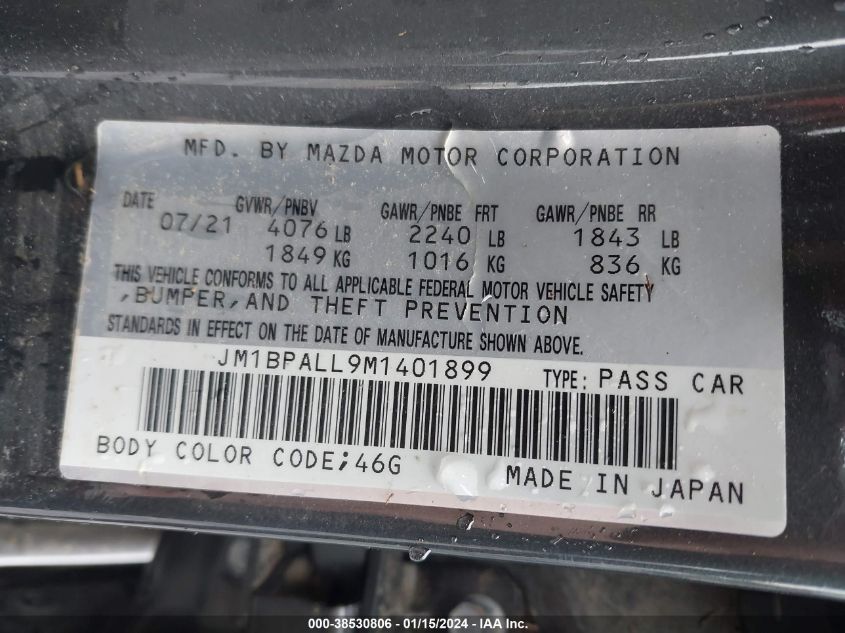 MFD. BY MAZDA MOTOR CORPORATION
DATE GVWR/PNBV GAWR/PNBE FRT GAWR/PNBE RR
07/21 4076 LB 2240 LB 1843 LB
1849 KG 1016 KG 836 KG
THIS VEHICLE CONFORMS TO ALL APPLICABLE FEDERAL MOTOR VEHICLE SAFETY
,BUMPER,AND THEFT PREVENTION
STANDARDS IN EFFECT ON THE DATE OF MANUFACTURE SHOWN ABOVE.
JM1BPALL9M1401899 TYPE: PASS CAR
BODY COLOR CODE;46G MADE IN JAPAN
000-38530806 - 01/15/2024 - IAAI Inc.